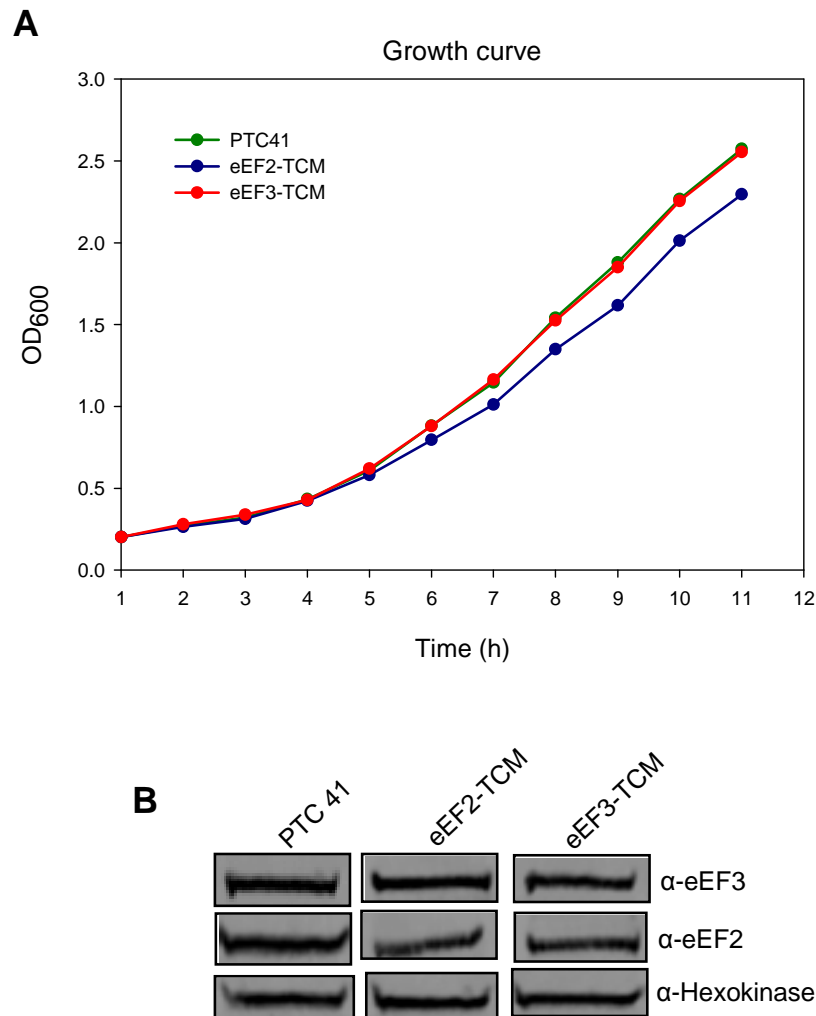 A
Growth curve
PTC41
eEF2-TCM
eEF3-TCM
3.0
2.5
2.0
1.5
1.0
0.5
0.0
OD600
1 2 3 4 5 6 7 8 9 10 11 12
Time (h)
B
PTC 41
eEF2-TCM
eEF3-TCM
α-eEF3
α-eEF2
α-Hexokinase